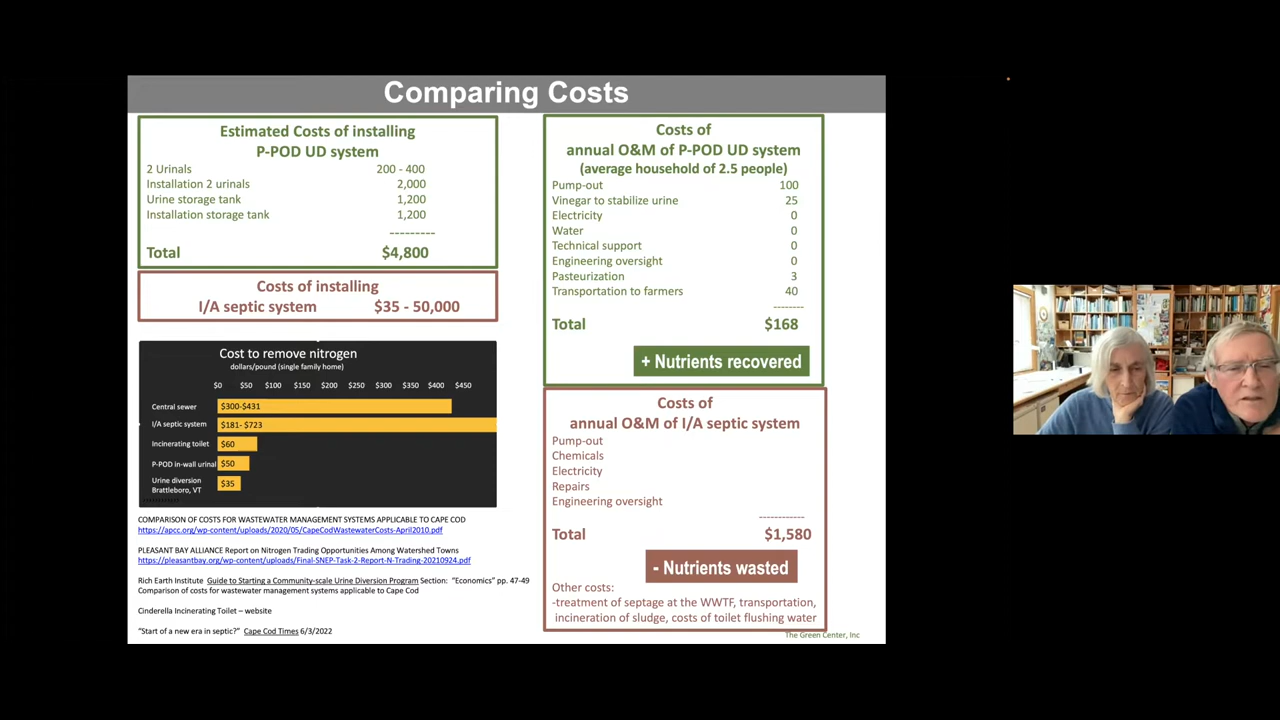 Comparing Costs
Estimated Costs of installing
P-POD UD system
2 Urinals 200 - 400
Installation 2 urinals 2,000
Urine storage tank 1,200
Installation storage tank 1,200
---------
Total $4,800
Costs of installing
I/A septic system $35 - 50,000
Cost to remove nitrogen
dollars/pound (single family home)
$0 $50 $100 $150 $200 $250 $300 $350 $400 $450
Central sewer $300-$431
I/A septic system $181- $723
Incinerating toilet $60
P-POD in-wall urinal $50
Urine diversion
Brattleboro, VT $35
COMPARISON OF COSTS FOR WASTEWATER MANAGEMENT SYSTEMS APPLICABLE TO CAPE COD
https://apcc.org/wp-content/uploads/2020/05/CapeCodWastewaterCosts-April2010.pdf
PLEASANT BAY ALLIANCE Report on Nitrogen Trading Opportunities Among Watershed Towns
https://pleasantbay.org/wp-content/uploads/Final-SNEP-Task-2-Report-N-Trading-20210924.pdf
Rich Earth Institute Guide to Starting a Community-scale Urine Diversion Program Section: "Economics" pp. 47-49
Comparison of costs for wastewater management systems applicable to Cape Cod
Cinderella Incinerating Toilet – website
"Start of a new era in septic?" Cape Cod Times 6/3/2022
Costs of
annual O&M of P-POD UD system
(average household of 2.5 people)
Pump-out 100
Vinegar to stabilize urine 25
Electricity 0
Water 0
Technical support 0
Engineering oversight 0
Pasteurization 3
Transportation to farmers 40
--------
Total $168
+ Nutrients recovered
Costs of
annual O&M of I/A septic system
Pump-out
Chemicals
Electricity
Repairs
Engineering oversight
------------
Total $1,580
- Nutrients wasted
Other costs:
-treatment of septage at the WWTF, transportation,
incineration of sludge, costs of toilet flushing water
The Green Center, Inc